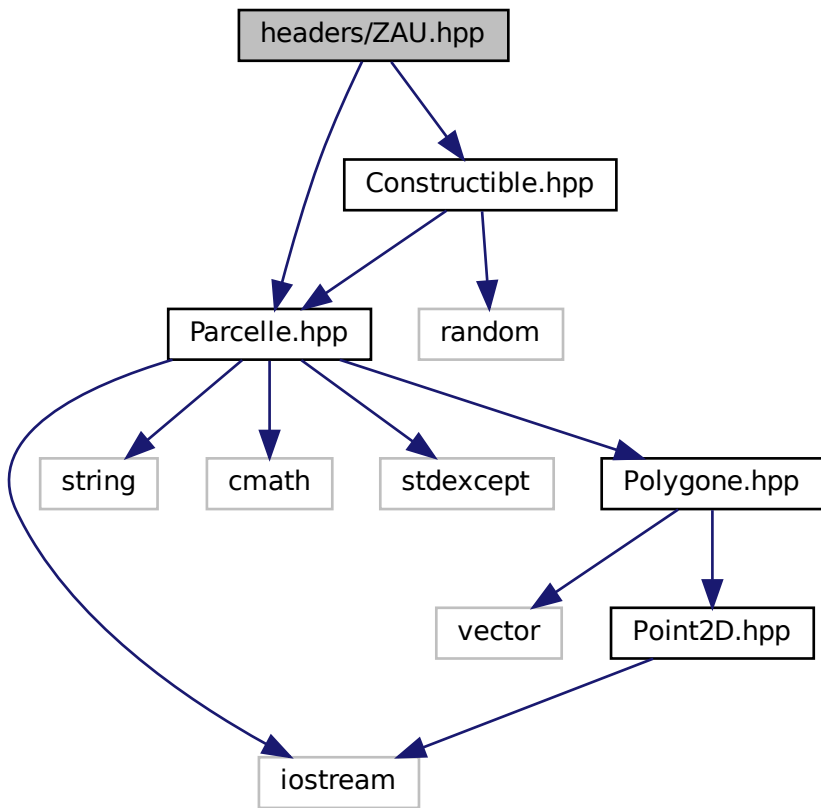 headers/ZAU.hpp
Constructible.hpp
Parcelle.hpp
random
string
cmath
stdexcept
Polygone.hpp
vector
Point2D.hpp
iostream